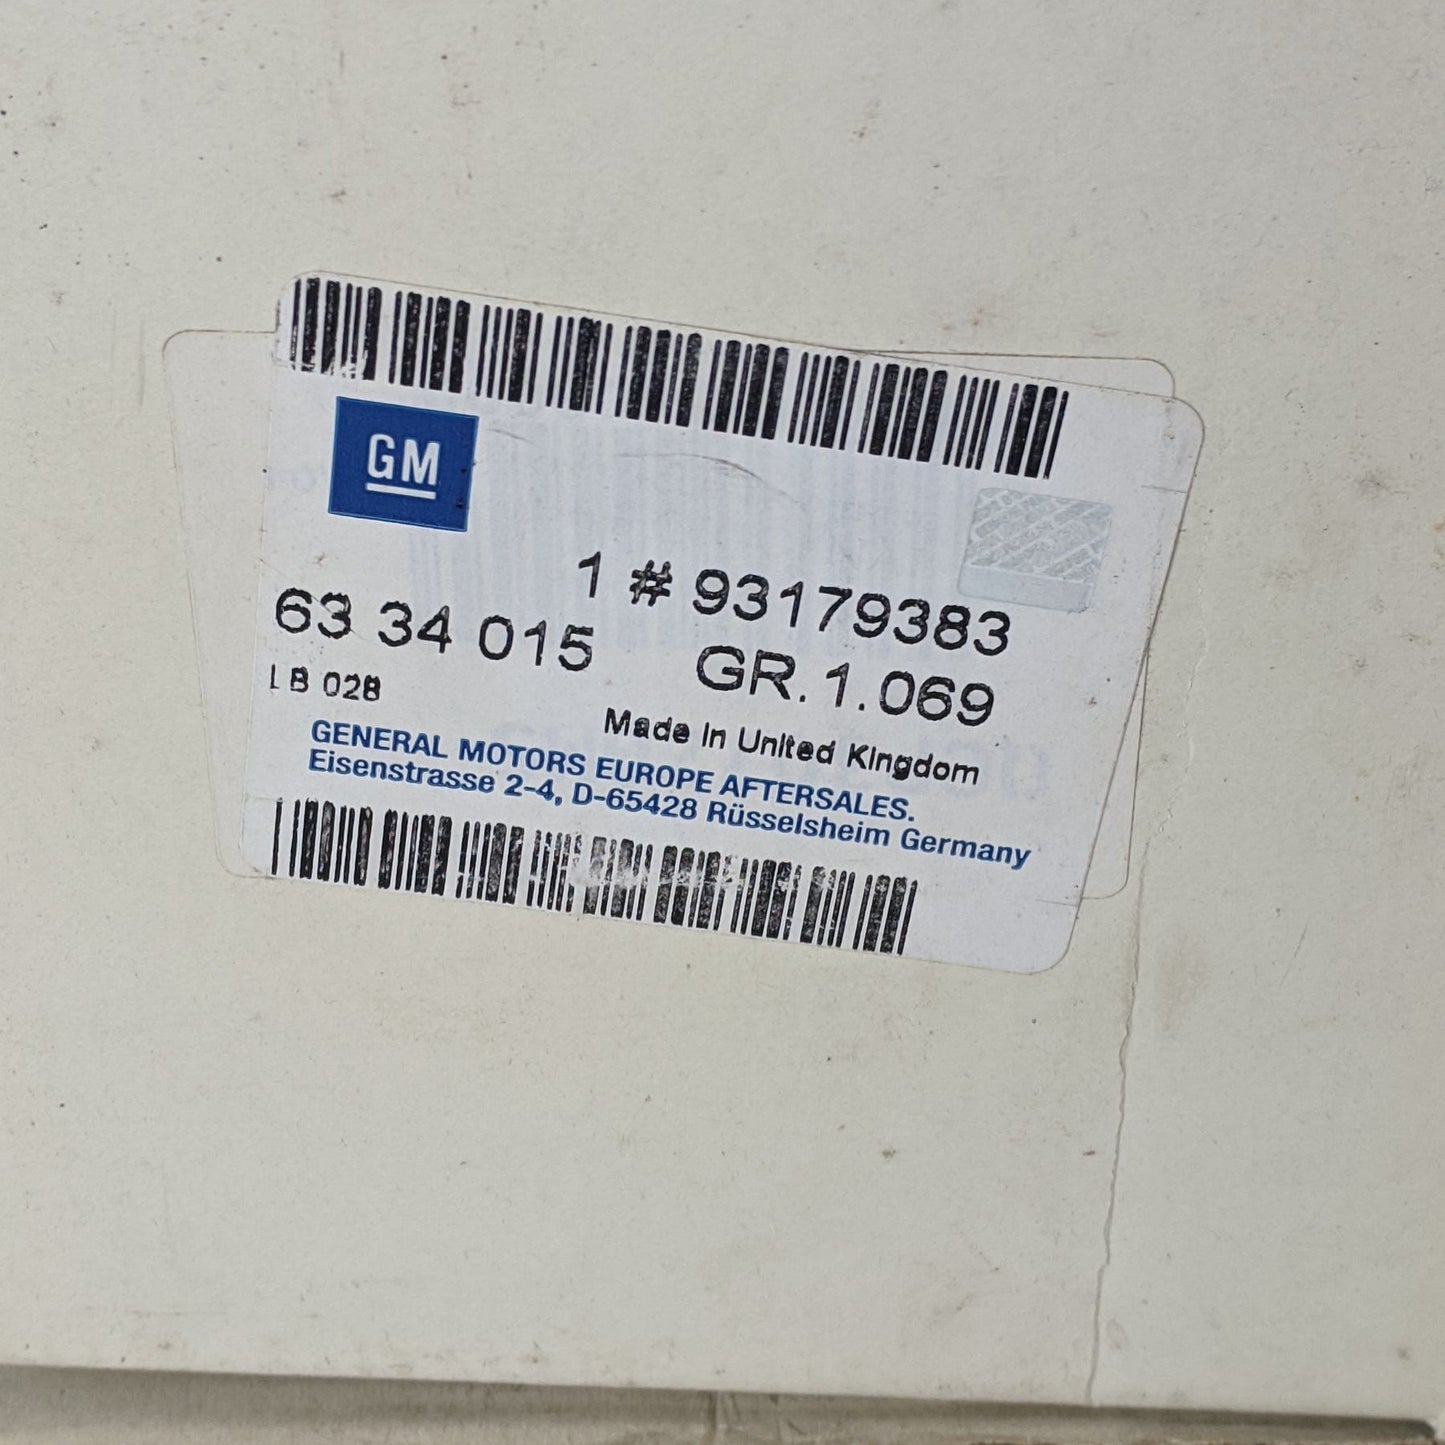 GM
1 # 93179383
63 34 015 GR. 1.069
LB 028
Made in United Kingdom
GENERAL MOTORS EUROPE AFTERSALES.
Eisenstrasse 2-4, D-65428 Rüsselsheim Germany